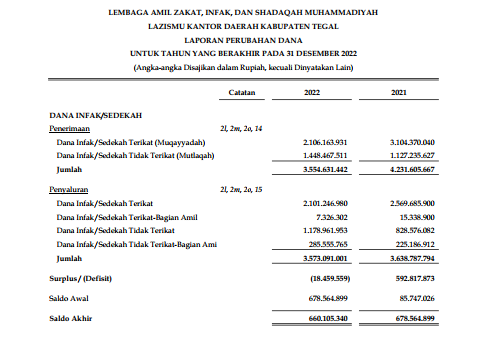 LEMBAGA AMIL ZAKAT, INFAK, DAN SHADAQAH MUHAMMADIYAH
LAZISMU KANTOR DAERAH KABUPATEN TEGAL
LAPORAN PERUBAHAN DANA
UNTUK TAHUN YANG BERAKHIR PADA 31 DESEMBER 2022
(Angka-angka Disajikan dalam Rupiah, kecuali Dinyatakan Lain)
Catatan 2022 2021
DANA INFAK/SEDEKAH
Penerimaan 2l, 2m, 2o, 14
Dana Infak/Sedekah Terikat (Muqayyadah) 2.106.163.931 3.104.370.040
Dana Infak/Sedekah Tidak Terikat (Mutlaqah) 1.448.467.511 1.127.235.627
Jumlah 3.554.631.442 4.231.605.667
Penyaluran 2l, 2m, 2o, 15
Dana Infak/Sedekah Terikat 2.101.246.980 2.569.685.900
Dana Infak/Sedekah Terikat-Bagian Amil 7.326.302 15.338.900
Dana Infak/Sedekah Tidak Terikat 1.178.961.953 828.576.082
Dana Infak/Sedekah Tidak Terikat-Bagian Ami 285.555.765 225.186.912
Jumlah 3.573.091.001 3.638.787.794
Surplus / (Defisit) (18.459.559) 592.817.873
Saldo Awal 678.564.899 85.747.026
Saldo Akhir 660.105.340 678.564.899